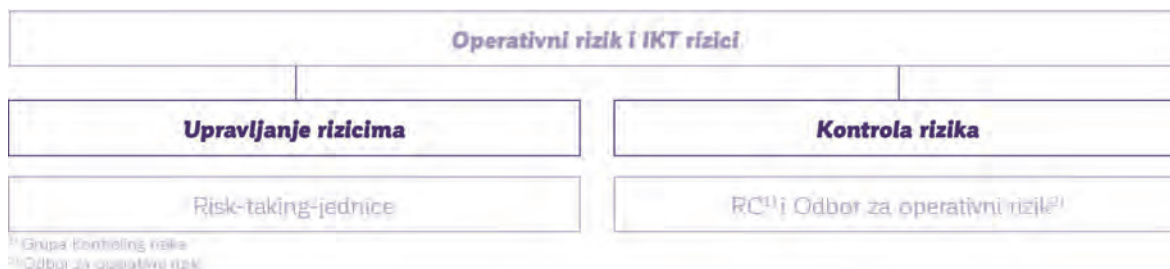 Operativni rizik i IKT rizici
Upravljanje rizicima
Kontrola rizika
Risk-taking-jednice
RC¹⁾ i Odbor za operativni rizik²⁾
¹⁾ Grupa Kontroling rizika
²⁾ Odbor za operativni rizik